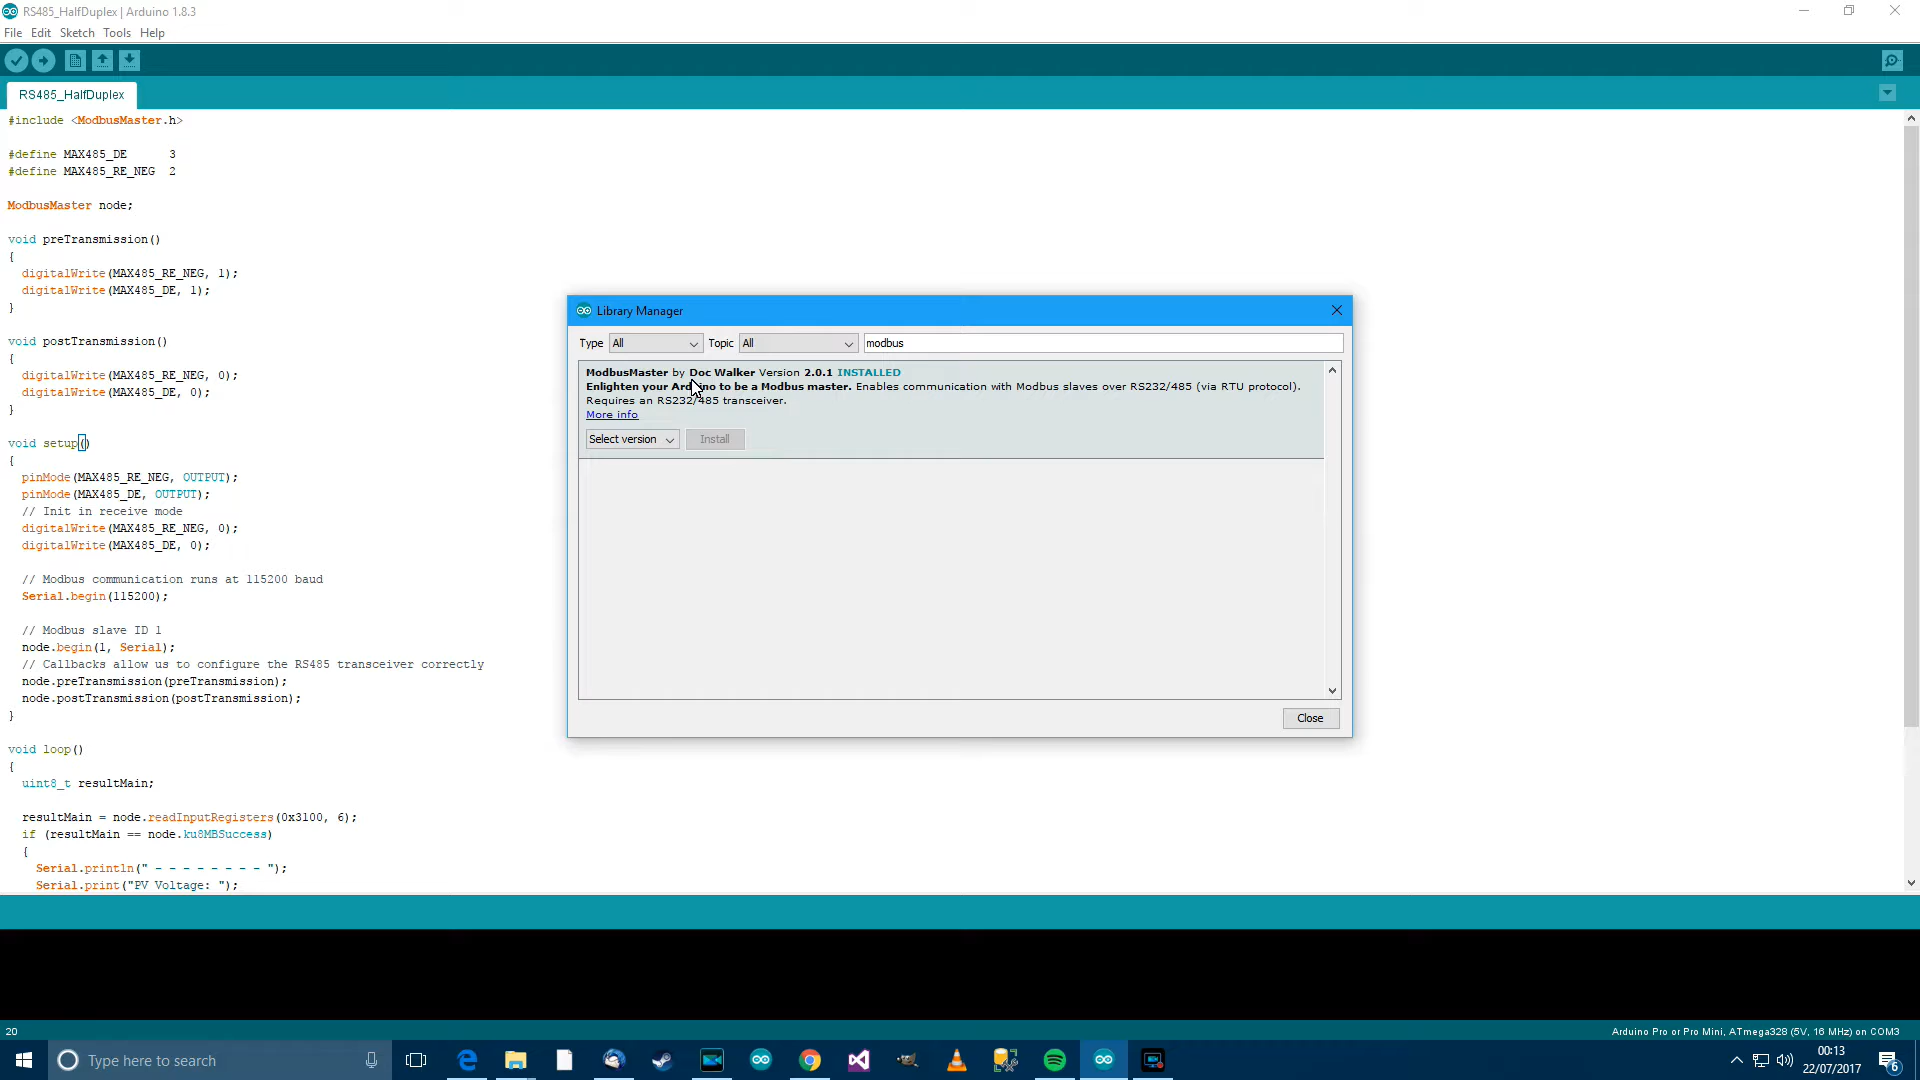 RS485_HalfDuplex | Arduino 1.8.3
File Edit Sketch Tools Help
RS485_HalfDuplex
#include <ModbusMaster.h>
#define MAX485_DE      3
#define MAX485_RE_NEG  2
ModbusMaster node;
void preTransmission()
{
  digitalWrite(MAX485_RE_NEG, 1);
  digitalWrite(MAX485_DE, 1);
}
void postTransmission()
{
  digitalWrite(MAX485_RE_NEG, 0);
  digitalWrite(MAX485_DE, 0);
}
void setup()
{
  pinMode(MAX485_RE_NEG, OUTPUT);
  pinMode(MAX485_DE, OUTPUT);
  // Init in receive mode
  digitalWrite(MAX485_RE_NEG, 0);
  digitalWrite(MAX485_DE, 0);
  // Modbus communication runs at 115200 baud
  Serial.begin(115200);
  // Modbus slave ID 1
  node.begin(1, Serial);
  // Callbacks allow us to configure the RS485 transceiver correctly
  node.preTransmission(preTransmission);
  node.postTransmission(postTransmission);
}
void loop()
{
  uint8_t resultMain;
  resultMain = node.readInputRegisters(0x3100, 6);
  if (resultMain == node.ku8MBSuccess)
  {
    Serial.println(" - - - - - - - - ");
    Serial.print("PV Voltage: ");
Library Manager
Type All Topic All modbus
ModbusMaster by Doc Walker Version 2.0.1 INSTALLED
Enlighten your Arduino to be a Modbus master. Enables communication with Modbus slaves over RS232/485 (via RTU protocol).
Requires an RS232/485 transceiver.
More info
Select version Install
Close
20
Arduino Pro or Pro Mini, ATmega328 (5V, 16 MHz) on COM3
Type here to search
00:13
22/07/2017
6